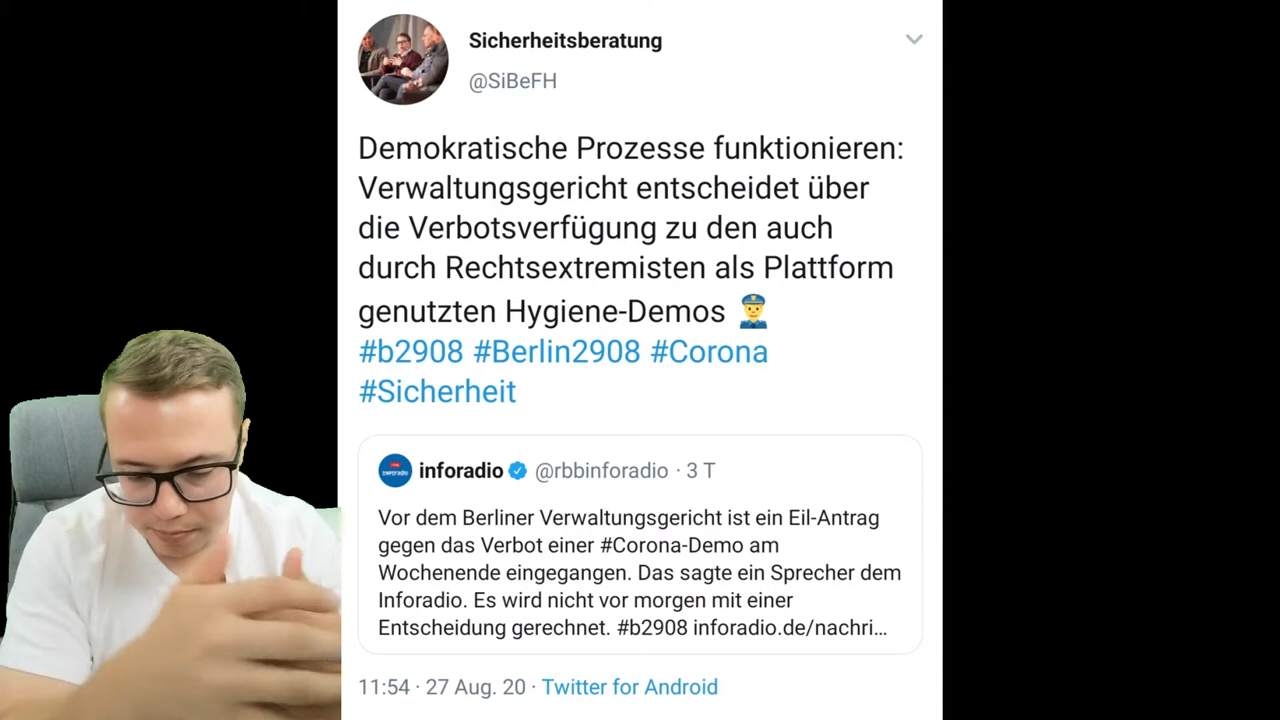 Sicherheitsberatung
@SiBeFH
Demokratische Prozesse funktionieren:
Verwaltungsgericht entscheidet über
die Verbotsverfügung zu den auch
durch Rechtsextremisten als Plattform
genutzten Hygiene-Demos 👮
#b2908 #Berlin2908 #Corona
#Sicherheit
inforadio @rbbinforadio · 3 T
Vor dem Berliner Verwaltungsgericht ist ein Eil-Antrag
gegen das Verbot einer #Corona-Demo am
Wochenende eingegangen. Das sagte ein Sprecher dem
Inforadio. Es wird nicht vor morgen mit einer
Entscheidung gerechnet. #b2908 inforadio.de/nachri…
11:54 · 27 Aug. 20 · Twitter for Android